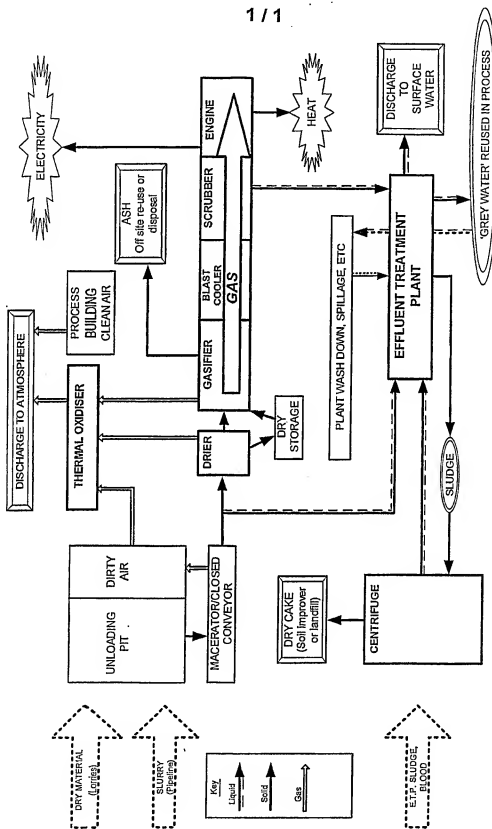 1 / 1
ELECTRICITY
ASH
Off site re-use or
disposal
HEAT
DISCHARGE
TO
SURFACE
WATER
'GREY WATER' REUSED IN PROCESS
DISCHARGE TO ATMOSPHERE
PROCESS
BUILDING
CLEAN AIR
THERMAL OXIDISER
GASIFIER
BLAST
COOLER
SCRUBBER
ENGINE
GAS
DRIER
DRY
STORAGE
PLANT WASH DOWN, SPILLAGE, ETC
EFFLUENT TREATMENT
PLANT
UNLOADING
PIT
DIRTY
AIR
MACERATOR/CLOSED
CONVEYOR
DRY CAKE
(Soil improver
or landfill)
CENTRIFUGE
SLUDGE
DRY MATERIAL
(Lorries)
SLURRY
(Pipeline)
E.T.P. SLUDGE,
BLOOD
Key
Liquid
Solid
Gas